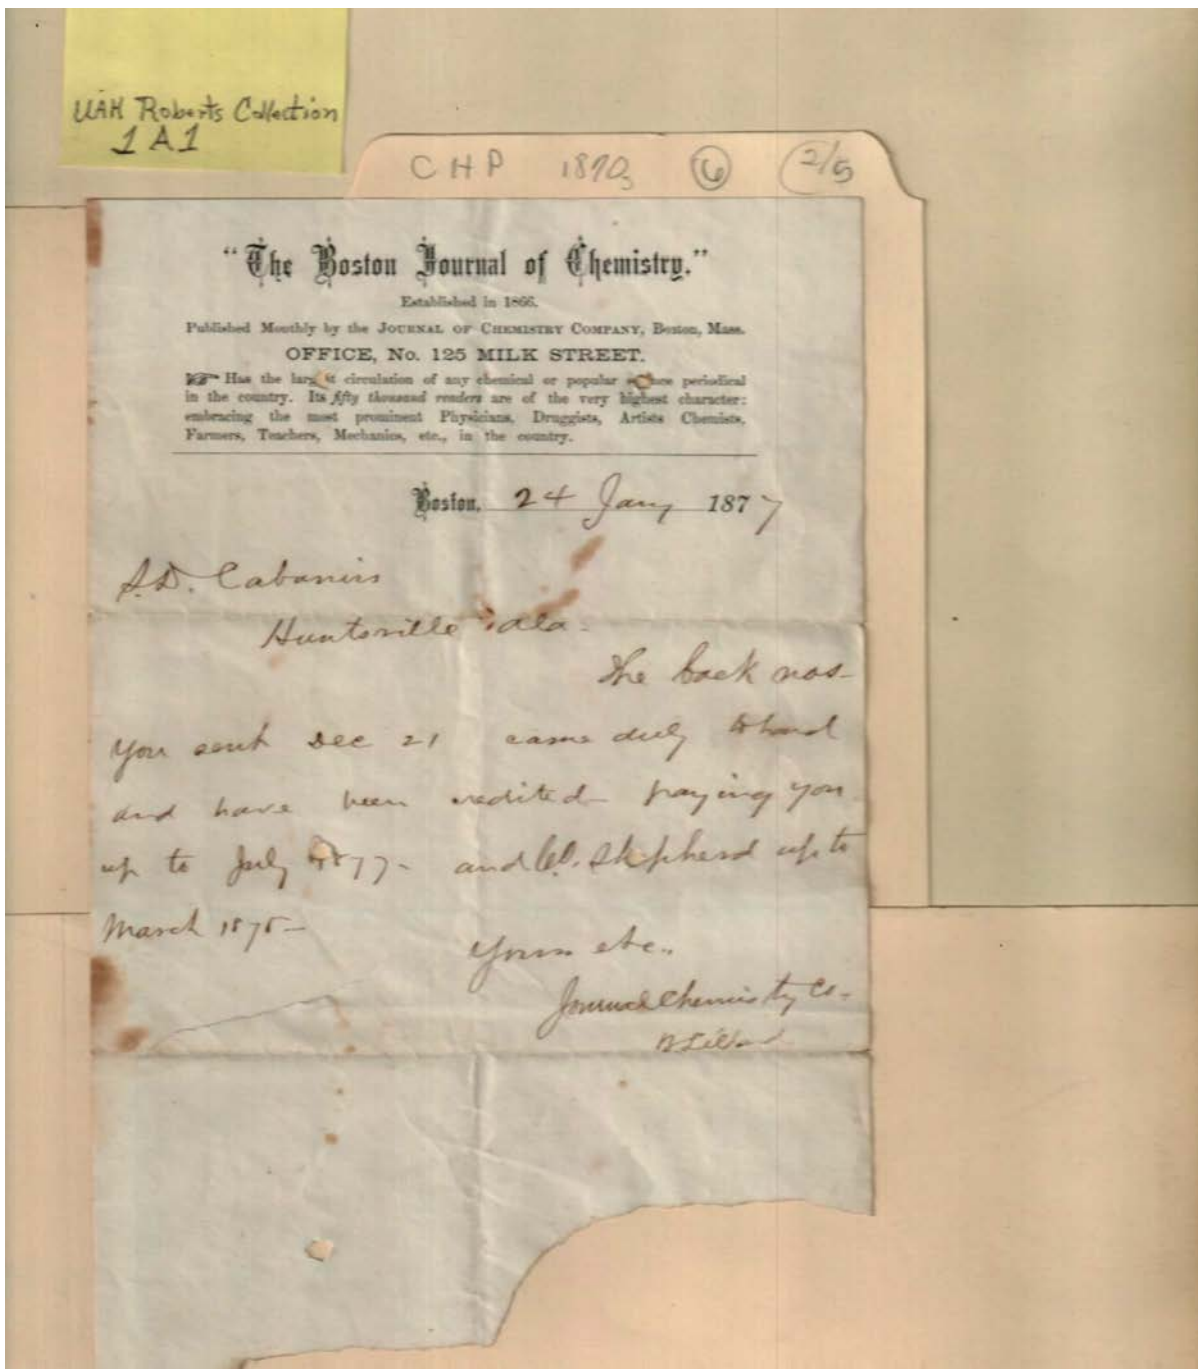 UAH Roberts Collection
1 A 1
CHP 1870s 6 2/5
"The Boston Journal of Chemistry."
Established in 1866.
Published Monthly by the JOURNAL OF CHEMISTRY COMPANY, Boston, Mass.
OFFICE, No. 125 MILK STREET.
☞ Has the largest circulation of any chemical or popular science periodical
in the country. Its fifty thousand readers are of the very highest character:
embracing the most prominent Physicians, Druggists, Artists Chemists,
Farmers, Teachers, Mechanics, etc., in the country.
Boston, 24 Jany 1877
S.D. Cabaniss
Huntsville Ala.
The back nos-
you sent Dec 21 came duly to hand
and have been credited paying you
up to July 1877- and Shepherd up to
March 1878-
Yours etc..
Journal Chemistry Co-